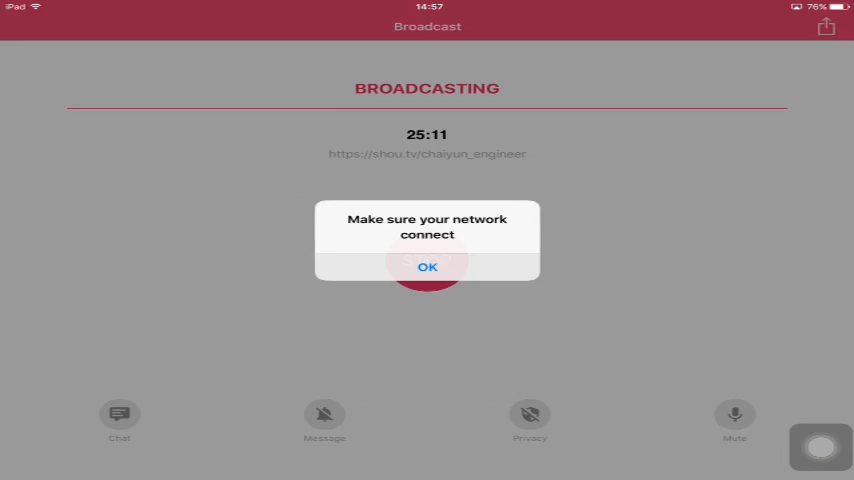 iPad 14:57 76%
Broadcast
BROADCASTING
25:11
https://shou.tv/chaiyun_engineer
Make sure your network
connect
OK
Chat Message Privacy Mute